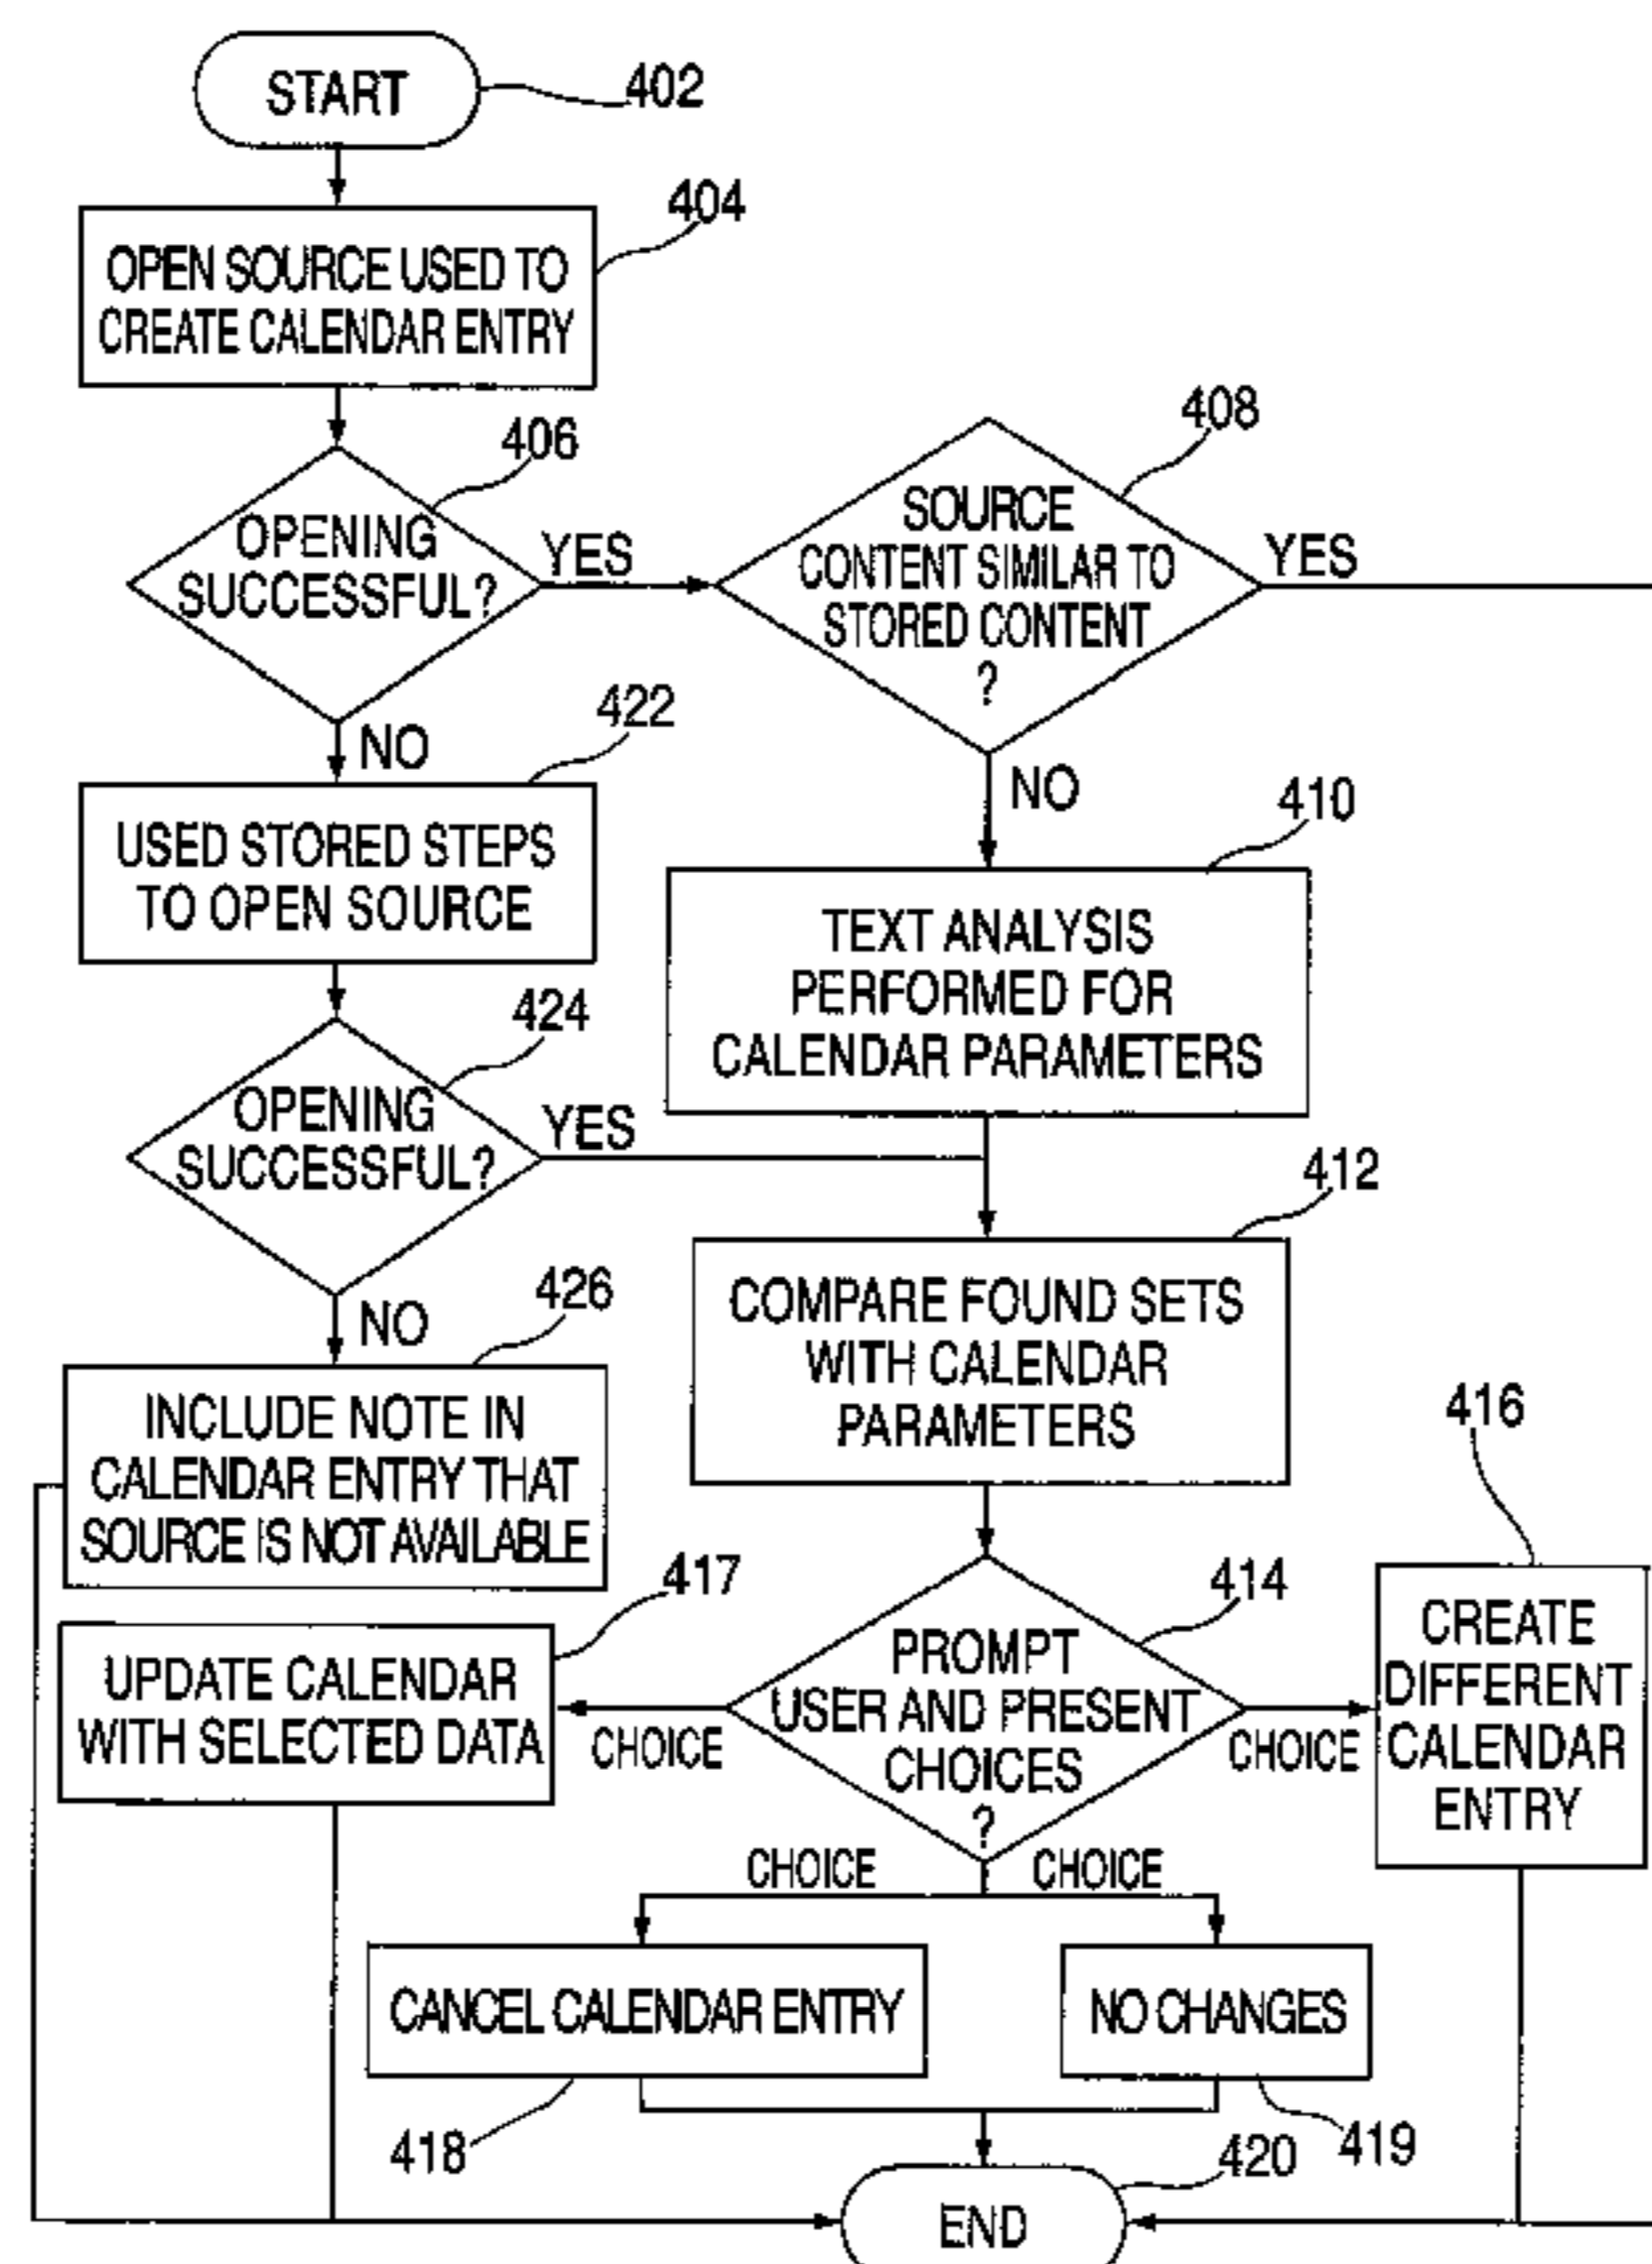 START
402
404
OPEN SOURCE USED TO
CREATE CALENDAR ENTRY
406
OPENING
SUCCESSFUL?
YES
NO
408
SOURCE
CONTENT SIMILAR TO
STORED CONTENT
?
YES
NO
422
USED STORED STEPS
TO OPEN SOURCE
410
TEXT ANALYSIS
PERFORMED FOR
CALENDAR PARAMETERS
424
OPENING
SUCCESSFUL?
YES
NO
412
COMPARE FOUND SETS
WITH CALENDAR
PARAMETERS
426
INCLUDE NOTE IN
CALENDAR ENTRY THAT
SOURCE IS NOT AVAILABLE
417
UPDATE CALENDAR
WITH SELECTED DATA
CHOICE
414
PROMPT
USER AND PRESENT
CHOICES
?
CHOICE
416
CREATE
DIFFERENT
CALENDAR
ENTRY
CHOICE
CHOICE
CANCEL CALENDAR ENTRY
NO CHANGES
418
419
420
END